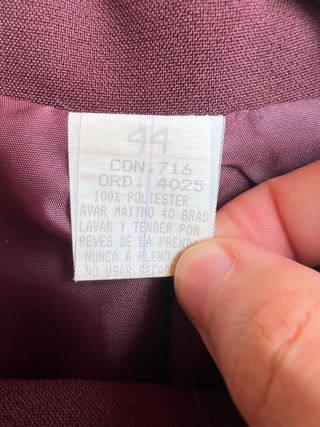 44
CON.716
ORD. 4025
100% POLIESTER
LAVAR MAXIMO 40 GRAD
LAVAR Y TENDER POR
REVES DE LA PRENDA
NUNCA A PLENO
NO USAR